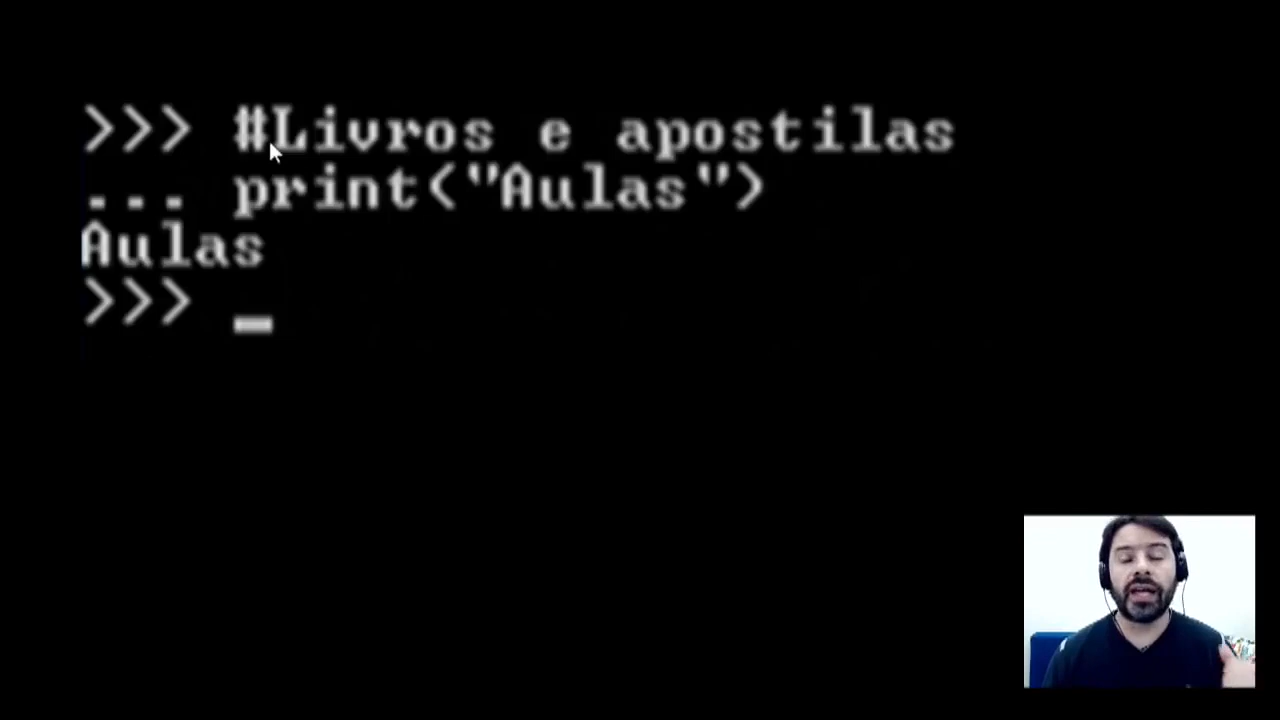 >>> #Livros e apostilas
... print("Aulas")
Aulas
>>> _